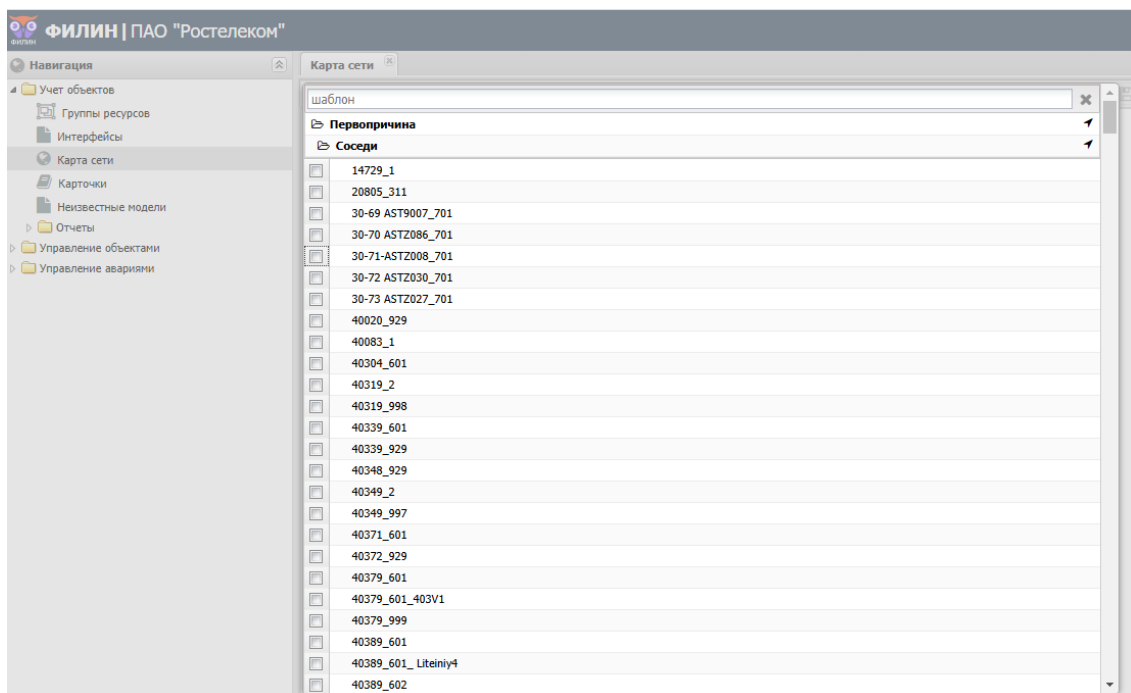 ФИЛИН | ПАО "Ростелеком"
ФИЛИН
Навигация
Карта сети
Учет объектов
Группы ресурсов
Интерфейсы
Карта сети
Карточки
Неизвестные модели
Отчеты
Управление объектами
Управление авариями
шаблон
Первопричина
Соседи
14729_1
20805_311
30-69 AST9007_701
30-70 ASTZ086_701
30-71-ASTZ008_701
30-72 ASTZ030_701
30-73 ASTZ027_701
40020_929
40083_1
40304_601
40319_2
40319_998
40339_601
40339_929
40348_929
40349_2
40349_997
40371_601
40372_929
40379_601
40379_601_403V1
40379_999
40389_601
40389_601_ Liteiniy4
40389_602